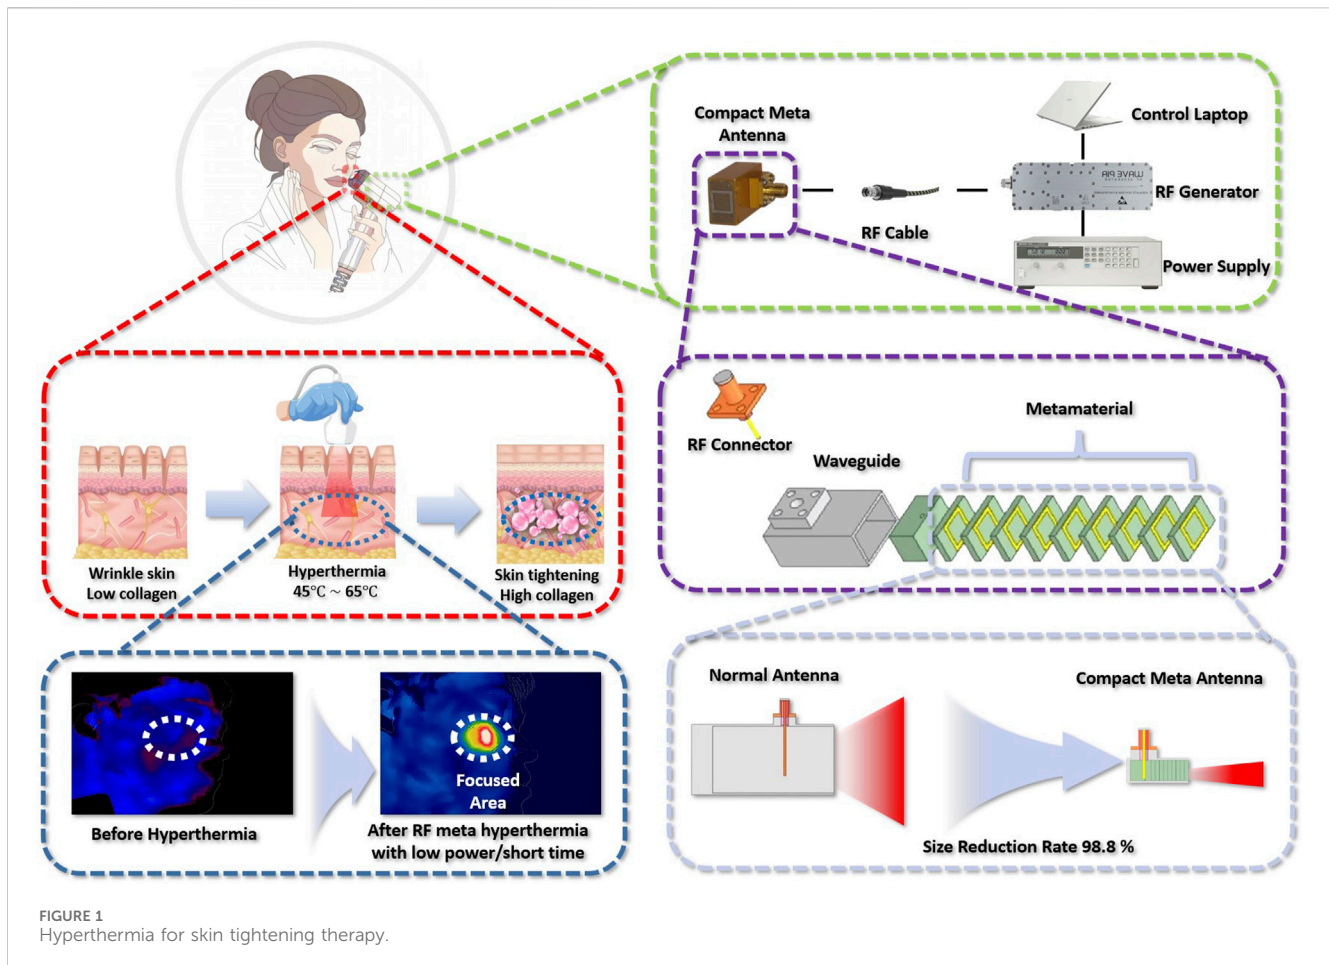 Compact Meta
Antenna
Control Laptop
WAVE PIA
RF Generator
RF Cable
Power Supply
Metamaterial
RF Connector
Waveguide
Wrinkle skin
Low collagen
Hyperthermia
45℃ ~ 65℃
Skin tightening
High collagen
Focused
Area
Before Hyperthermia
After RF meta hyperthermia
with low power/short time
Normal Antenna
Compact Meta Antenna
Size Reduction Rate 98.8 %
FIGURE 1
Hyperthermia for skin tightening therapy.